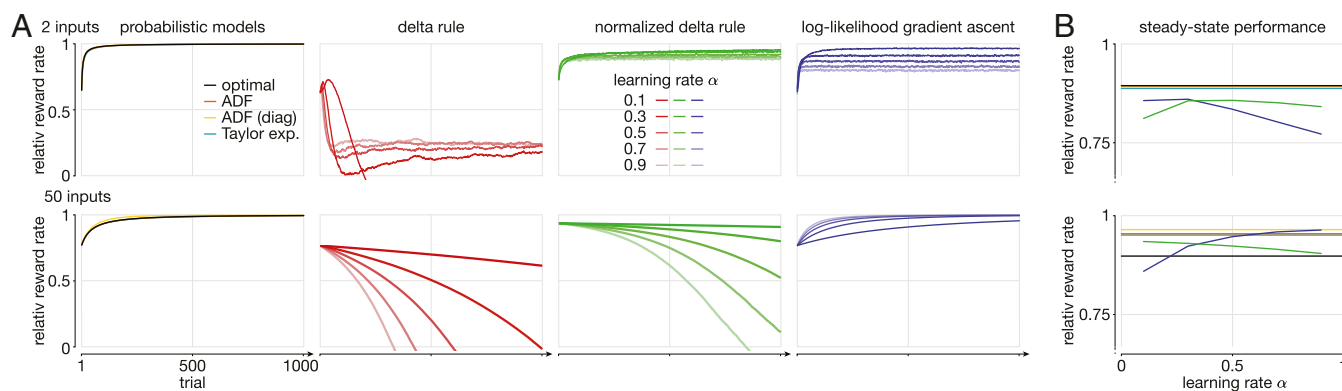 A
2 inputs
probabilistic models
delta rule
normalized delta rule
log-likelihood gradient ascent
B
steady-state performance
relativ reward rate
1
0.5
0
optimal
ADF
ADF (diag)
Taylor exp.
learning rate α
0.1
0.3
0.5
0.7
0.9
relative reward rate
1
0.75
50 inputs
relativ reward rate
1
0.5
0
1
500
1000
trial
relative reward rate
1
0.75
0
0.5
1
learning rate α